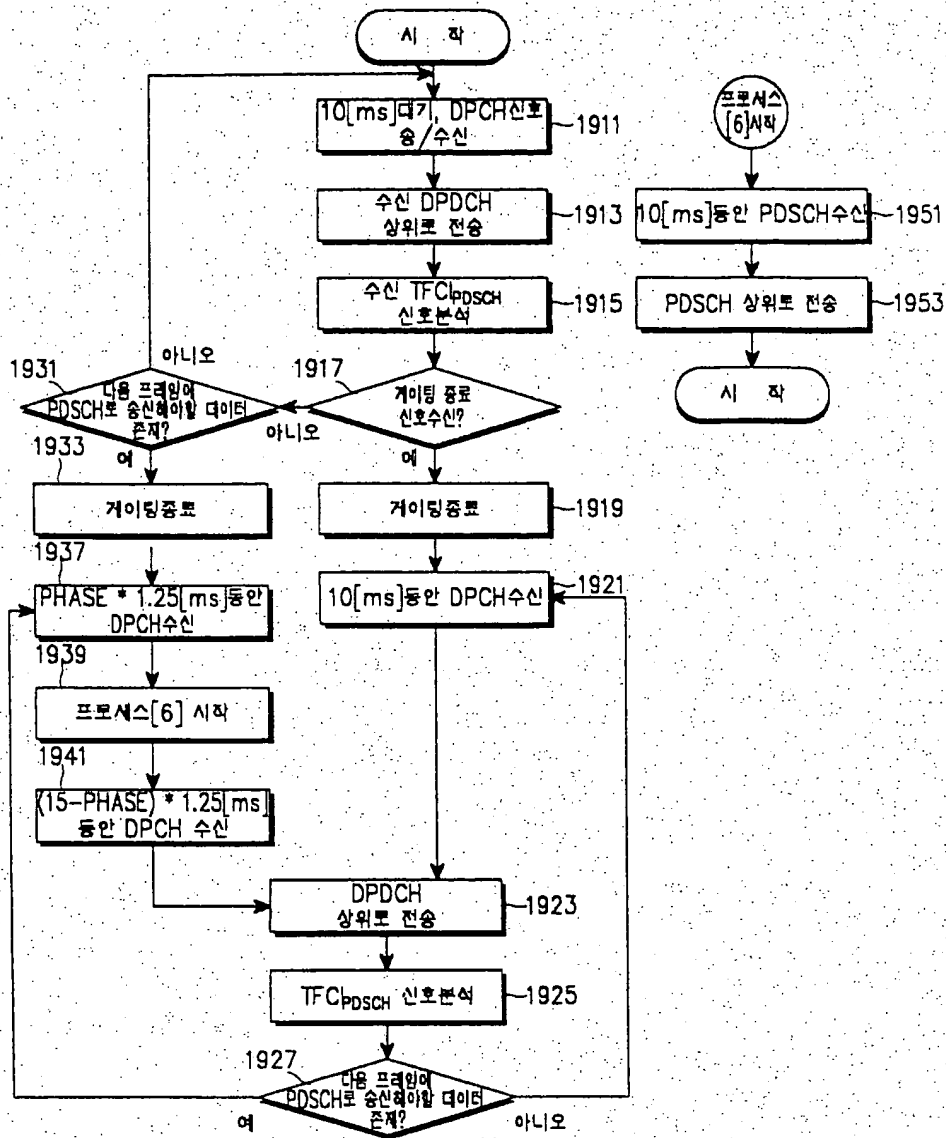 시 작
10[ms]대기, DPCH신호
송/수신
1911
수신 DPDCH
상위로 전송
1913
수신 TFCIPDSCH
신호분석
1915
1917
게이팅 종료
신호수신?
아니오
예
1931
아니오
다음 프레임에
PDSCH로 송신해야할 데이터
존재?
예
1933
게이팅종료
1919
게이팅종료
1937
PHASE * 1.25[ms]동안
DPCH수신
1921
10[ms]동안 DPCH수신
1939
프로세스[6] 시작
1941
(15-PHASE) * 1.25[ms]
동안 DPCH 수신
DPDCH
상위로 전송
1923
TFCIPDSCH 신호분석
1925
1927
다음 프레임에
PDSCH로 송신해야할 데이터
존재?
예
아니오
프로세스
[6]시작
10[ms]동안 PDSCH수신
1951
PDSCH 상위로 전송
1953
시 작